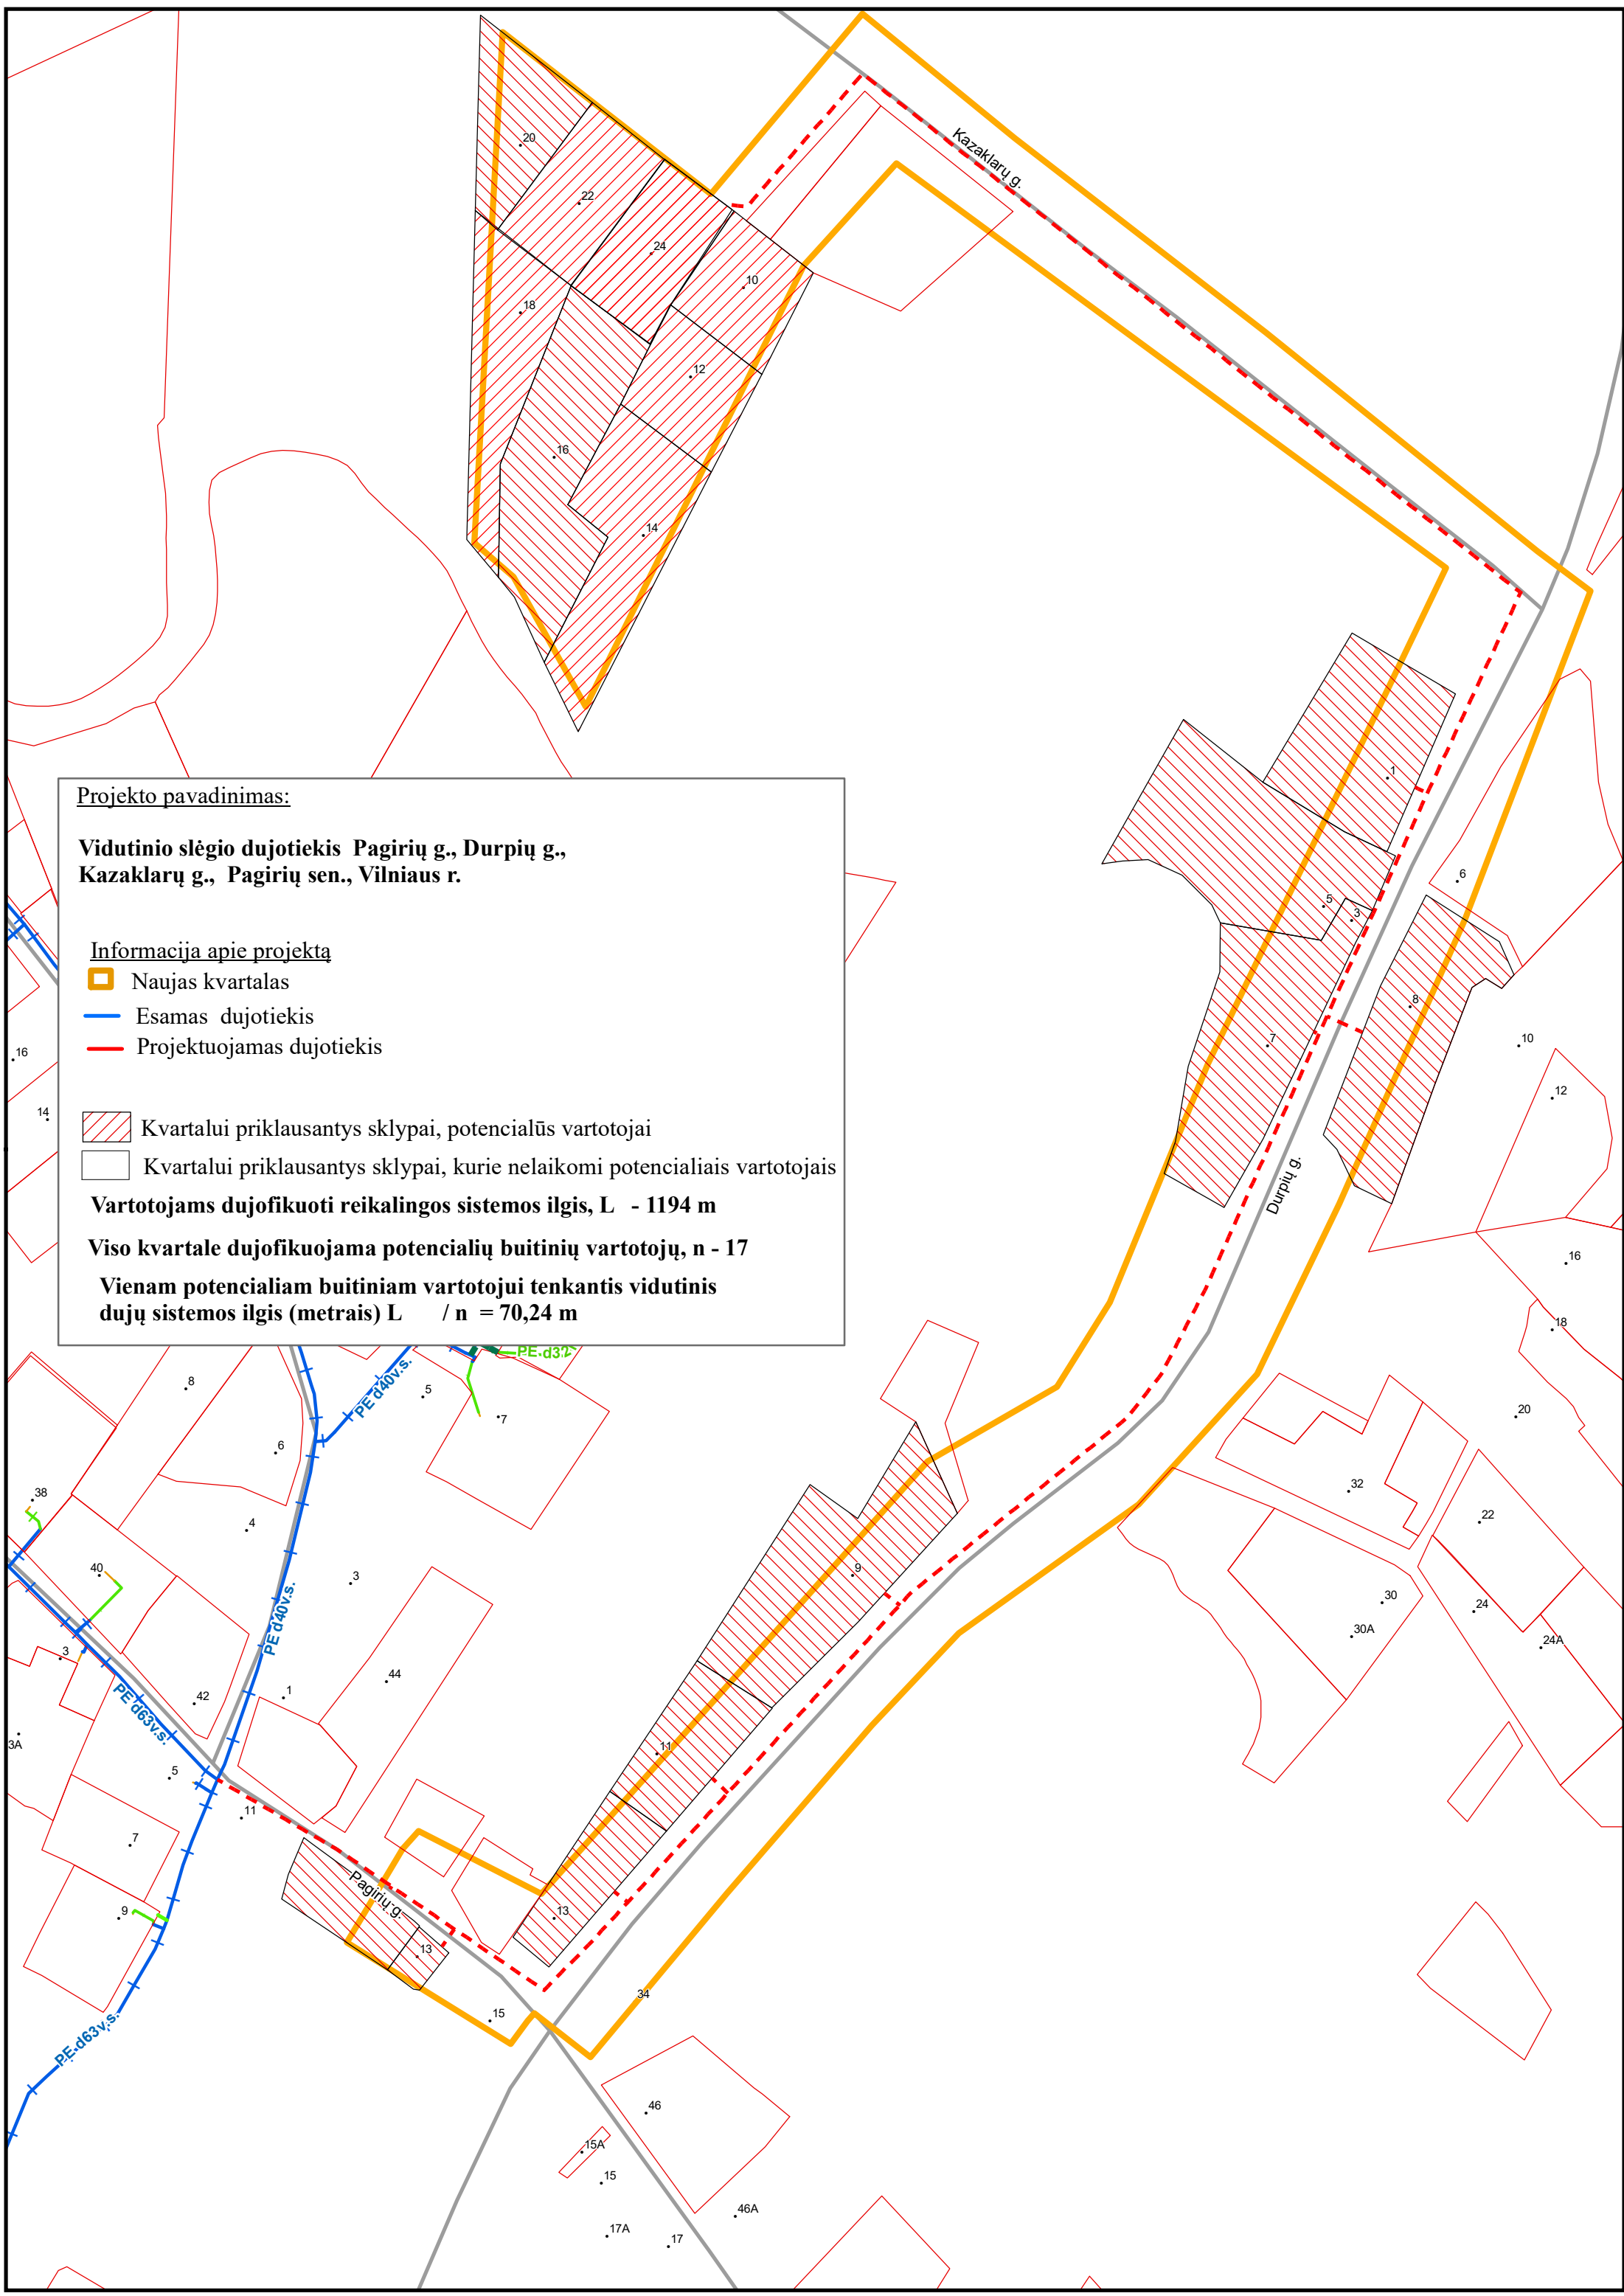 Kazaklarų g.
20
22
24
10
18
12
16
14
1
5
3
6
8
7
10
12
Durpių g.
16
18
20
Projekto pavadinimas:
Vidutinio slėgio dujotiekis Pagirių g., Durpių g.,
Kazaklarų g., Pagirių sen., Vilniaus r.
Informacija apie projektą
Naujas kvartalas
Esamas dujotiekis
Projektuojamas dujotiekis
Kvartalui priklausantys sklypai, potencialūs vartotojai
Kvartalui priklausantys sklypai, kurie nelaikomi potencialiais vartotojais
Vartotojams dujofikuoti reikalingos sistemos ilgis, L - 1194 m
Viso kvartale dujofikuojama potencialių buitinių vartotojų, n - 17
Vienam potencialiam buitiniam vartotojui tenkantis vidutinis
dujų sistemos ilgis (metrais) L / n = 70,24 m
16
14
PE d32
PE d40v.s.
8
5
7
6
38
4
40
3
PE d40v.s.
3
44
42
1
PE d63v.s.
3A
5
11
7
9
Pagirių g.
13
15
PE d63v.s.
9
11
13
34
32
22
30
30A
24
24A
46
15A
15
46A
17A
17